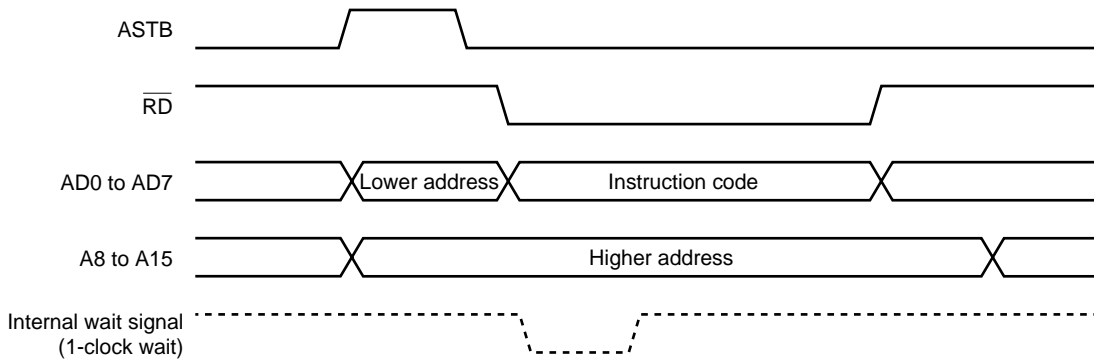 ASTB
RD
AD0 to AD7
Lower address
Instruction code
A8 to A15
Higher address
Internal wait signal
(1-clock wait)